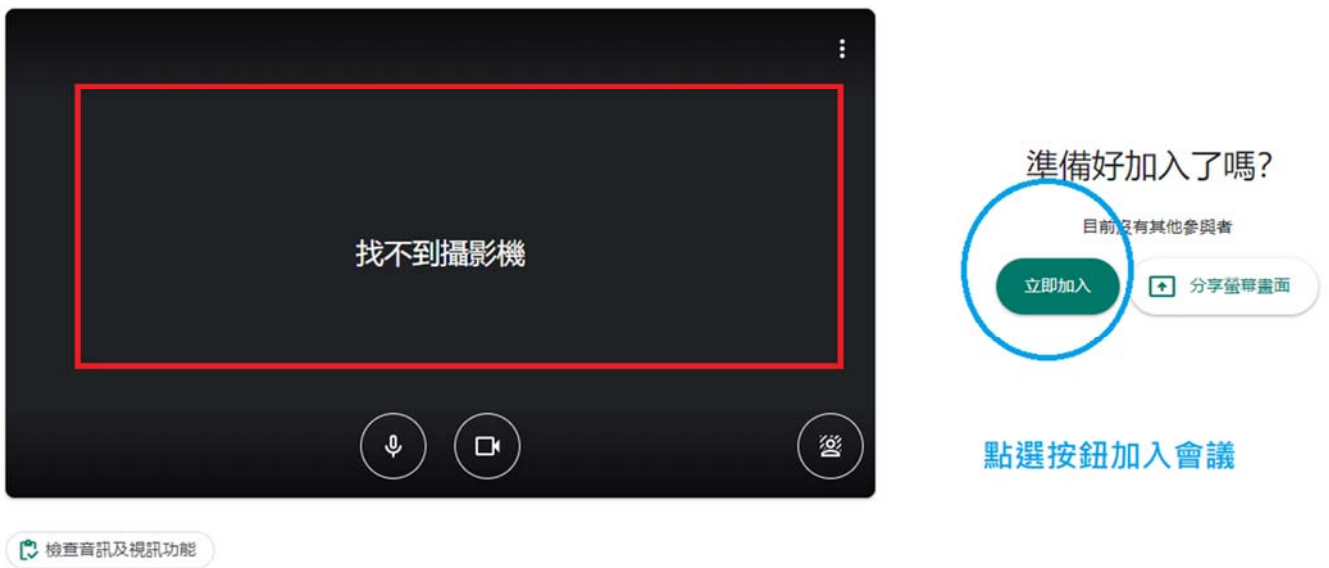 找不到攝影機
檢查音訊及視訊功能
準備好加入了嗎?
目前沒有其他參與者
立即加入
分享螢幕畫面
點選按鈕加入會議